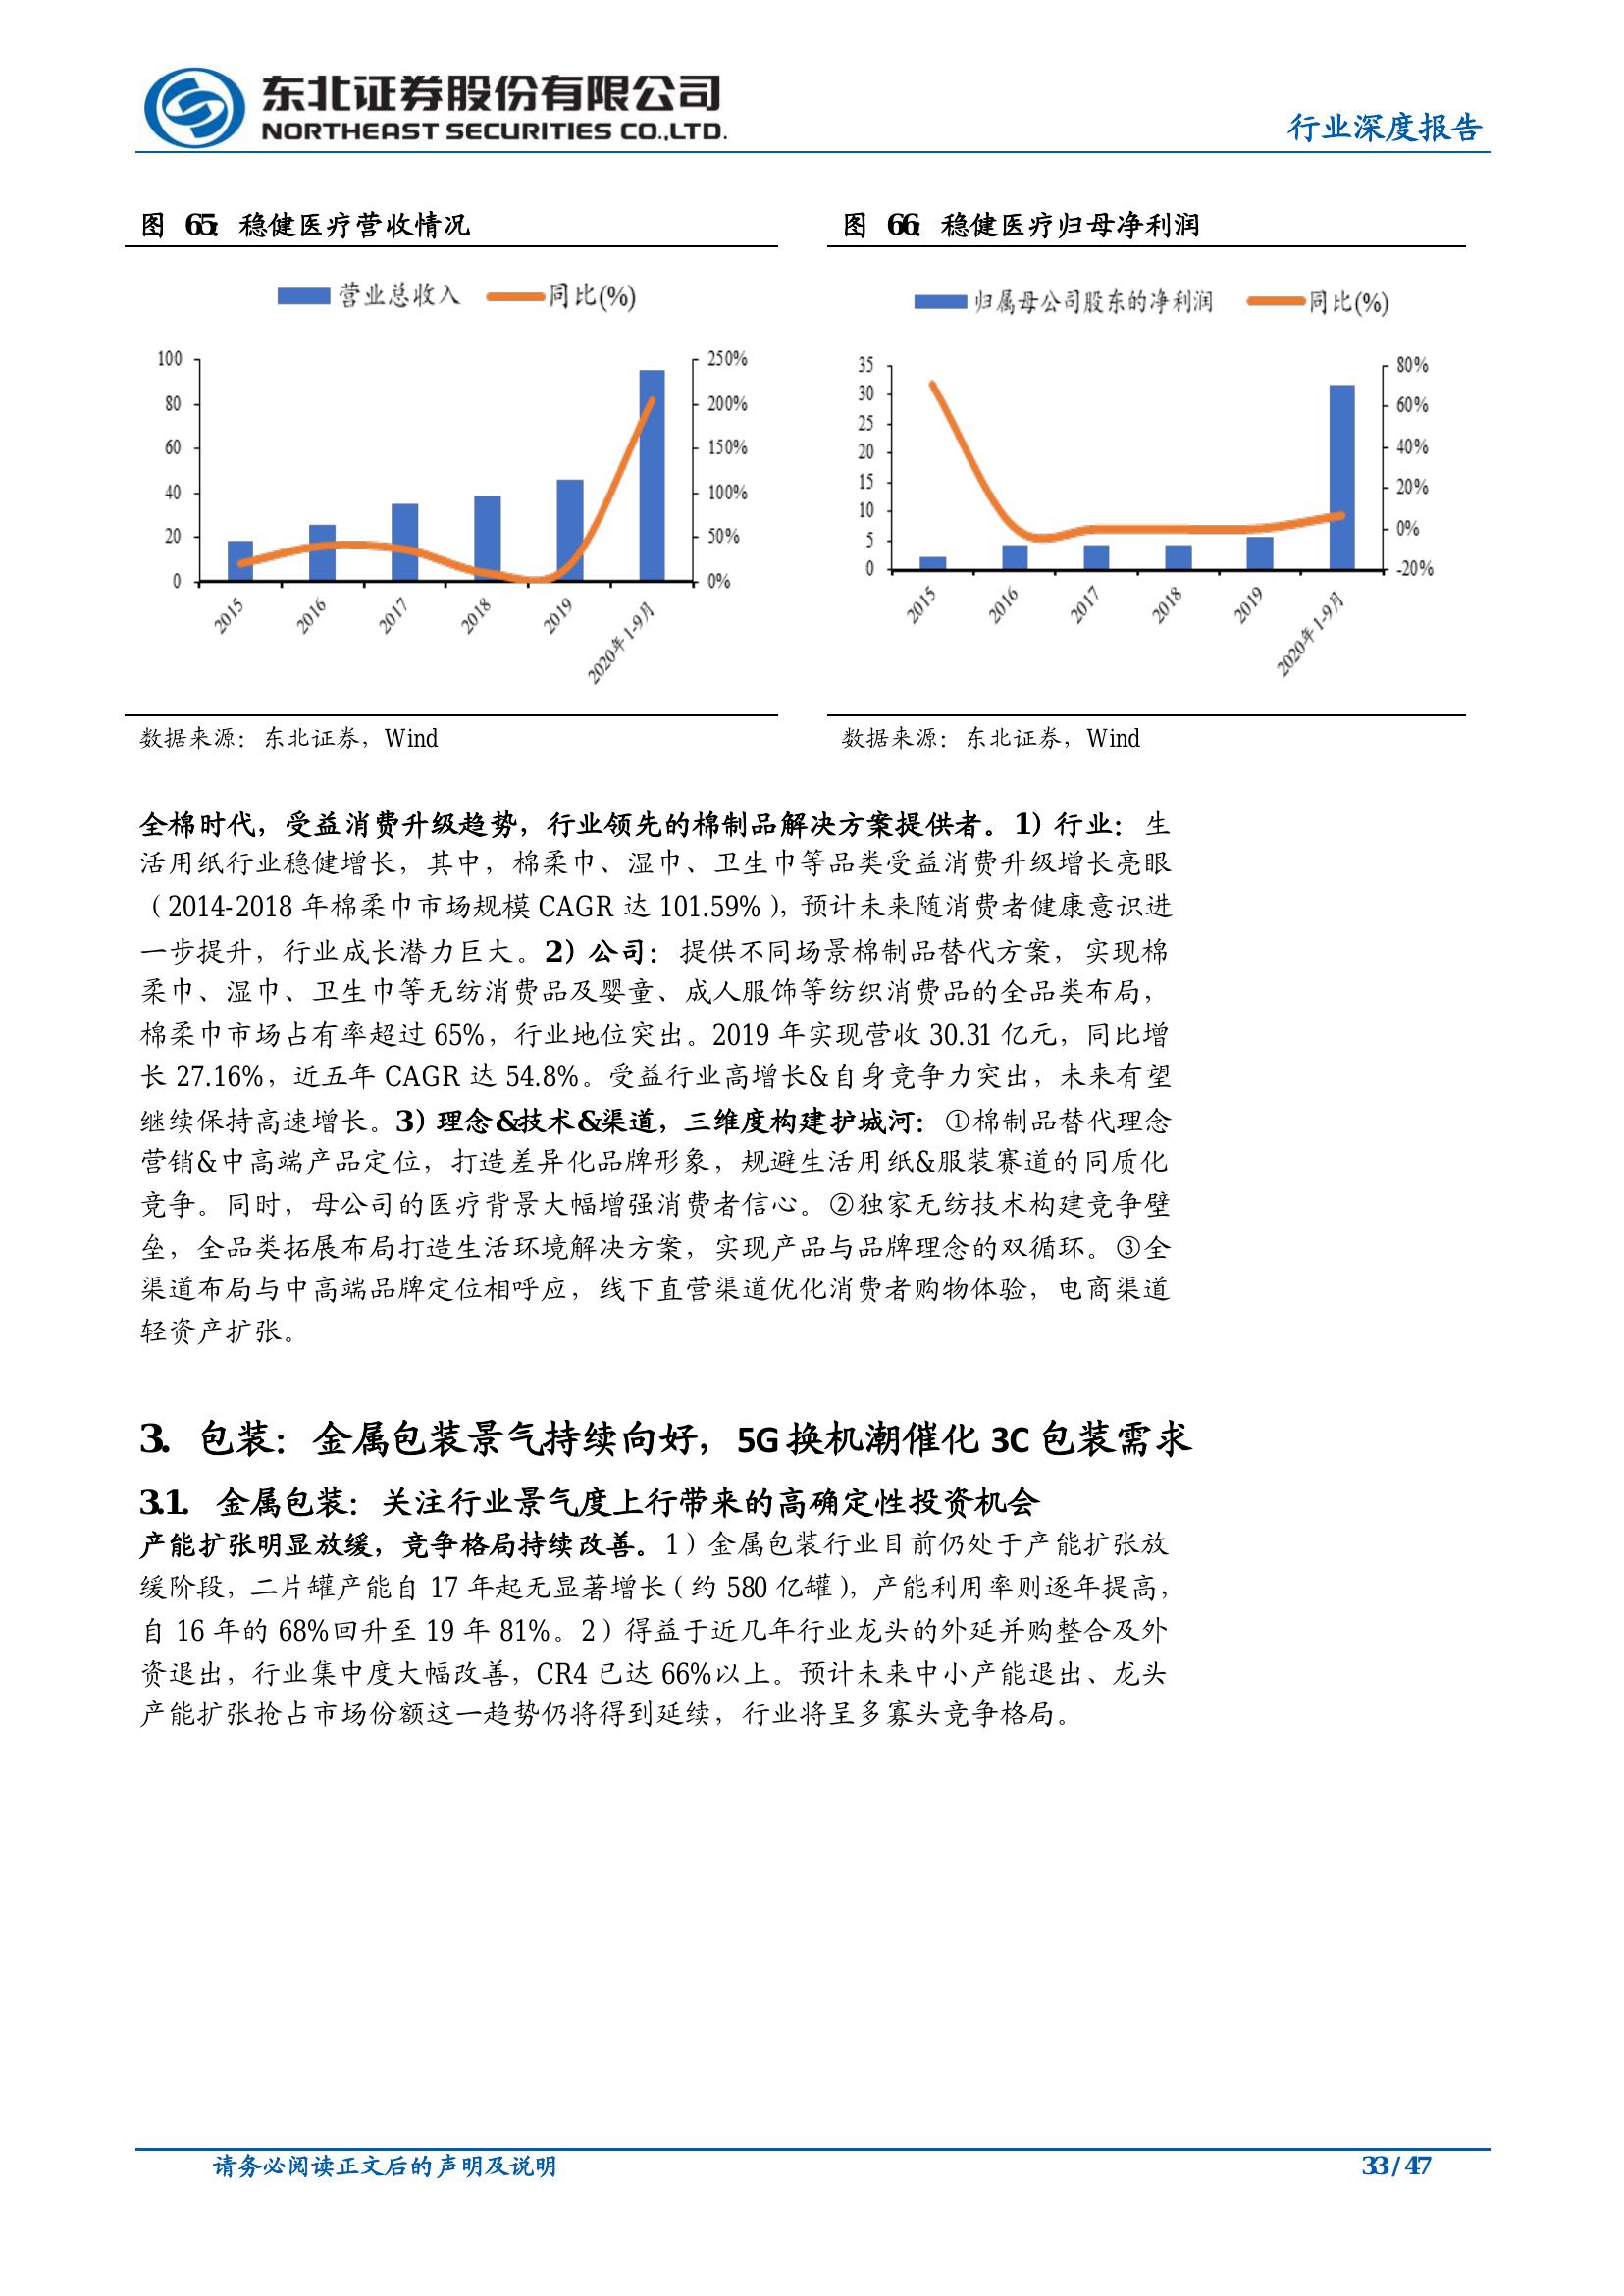 东北证券股份有限公司
NORTHEAST SECURITIES CO.,LTD.
行业深度报告
图 65：稳健医疗营收情况
营业总收入 同比(%)
100
80
60
40
20
0
250%
200%
150%
100%
50%
0%
2015 2016 2017 2018 2019 2020年1-9月
数据来源：东北证券，Wind
图 66：稳健医疗归母净利润
归属母公司股东的净利润 同比(%)
35
30
25
20
15
10
5
0
80%
60%
40%
20%
0%
-20%
2015 2016 2017 2018 2019 2020年1-9月
数据来源：东北证券，Wind
全棉时代，受益消费升级趋势，行业领先的棉制品解决方案提供者。1）行业：生
活用纸行业稳健增长，其中，棉柔巾、湿巾、卫生巾等品类受益消费升级增长亮眼
（2014-2018 年棉柔巾市场规模 CAGR 达 101.59%），预计未来随消费者健康意识进
一步提升，行业成长潜力巨大。2）公司：提供不同场景棉制品替代方案，实现棉
柔巾、湿巾、卫生巾等无纺消费品及婴童、成人服饰等纺织消费品的全品类布局，
棉柔巾市场占有率超过 65%，行业地位突出。2019 年实现营收 30.31 亿元，同比增
长 27.16%，近五年 CAGR 达 54.8%。受益行业高增长&自身竞争力突出，未来有望
继续保持高速增长。3）理念&技术&渠道，三维度构建护城河：①棉制品替代理念
营销&中高端产品定位，打造差异化品牌形象，规避生活用纸&服装赛道的同质化
竞争。同时，母公司的医疗背景大幅增强消费者信心。②独家无纺技术构建竞争壁
垒，全品类拓展布局打造生活环境解决方案，实现产品与品牌理念的双循环。③全
渠道布局与中高端品牌定位相呼应，线下直营渠道优化消费者购物体验，电商渠道
轻资产扩张。
3. 包装：金属包装景气持续向好，5G 换机潮催化 3C 包装需求
3.1. 金属包装：关注行业景气度上行带来的高确定性投资机会
产能扩张明显放缓，竞争格局持续改善。1）金属包装行业目前仍处于产能扩张放
缓阶段，二片罐产能自 17 年起无显著增长（约 580 亿罐），产能利用率则逐年提高，
自 16 年的 68%回升至 19 年 81%。2）得益于近几年行业龙头的外延并购整合及外
资退出，行业集中度大幅改善，CR4 已达 66%以上。预计未来中小产能退出、龙头
产能扩张抢占市场份额这一趋势仍将得到延续，行业将呈多寡头竞争格局。
请务必阅读正文后的声明及说明
33 / 47